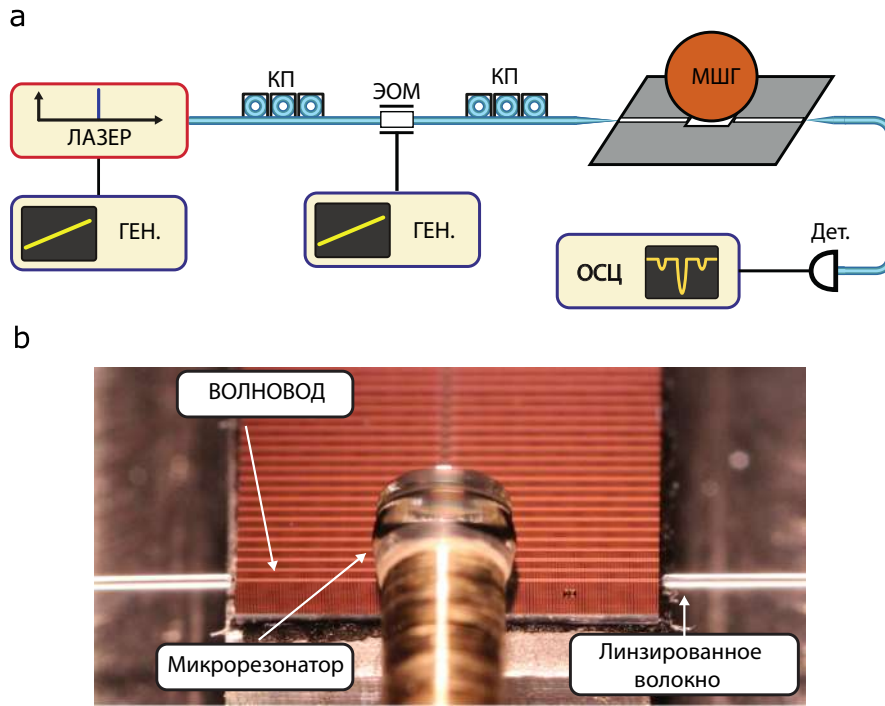 a
КП
ЭОМ
КП
МШГ
ЛАЗЕР
ГЕН.
ГЕН.
ОСЦ
Дет.
b
ВОЛНОВОД
Микрорезонатор
Линзированное
волокно